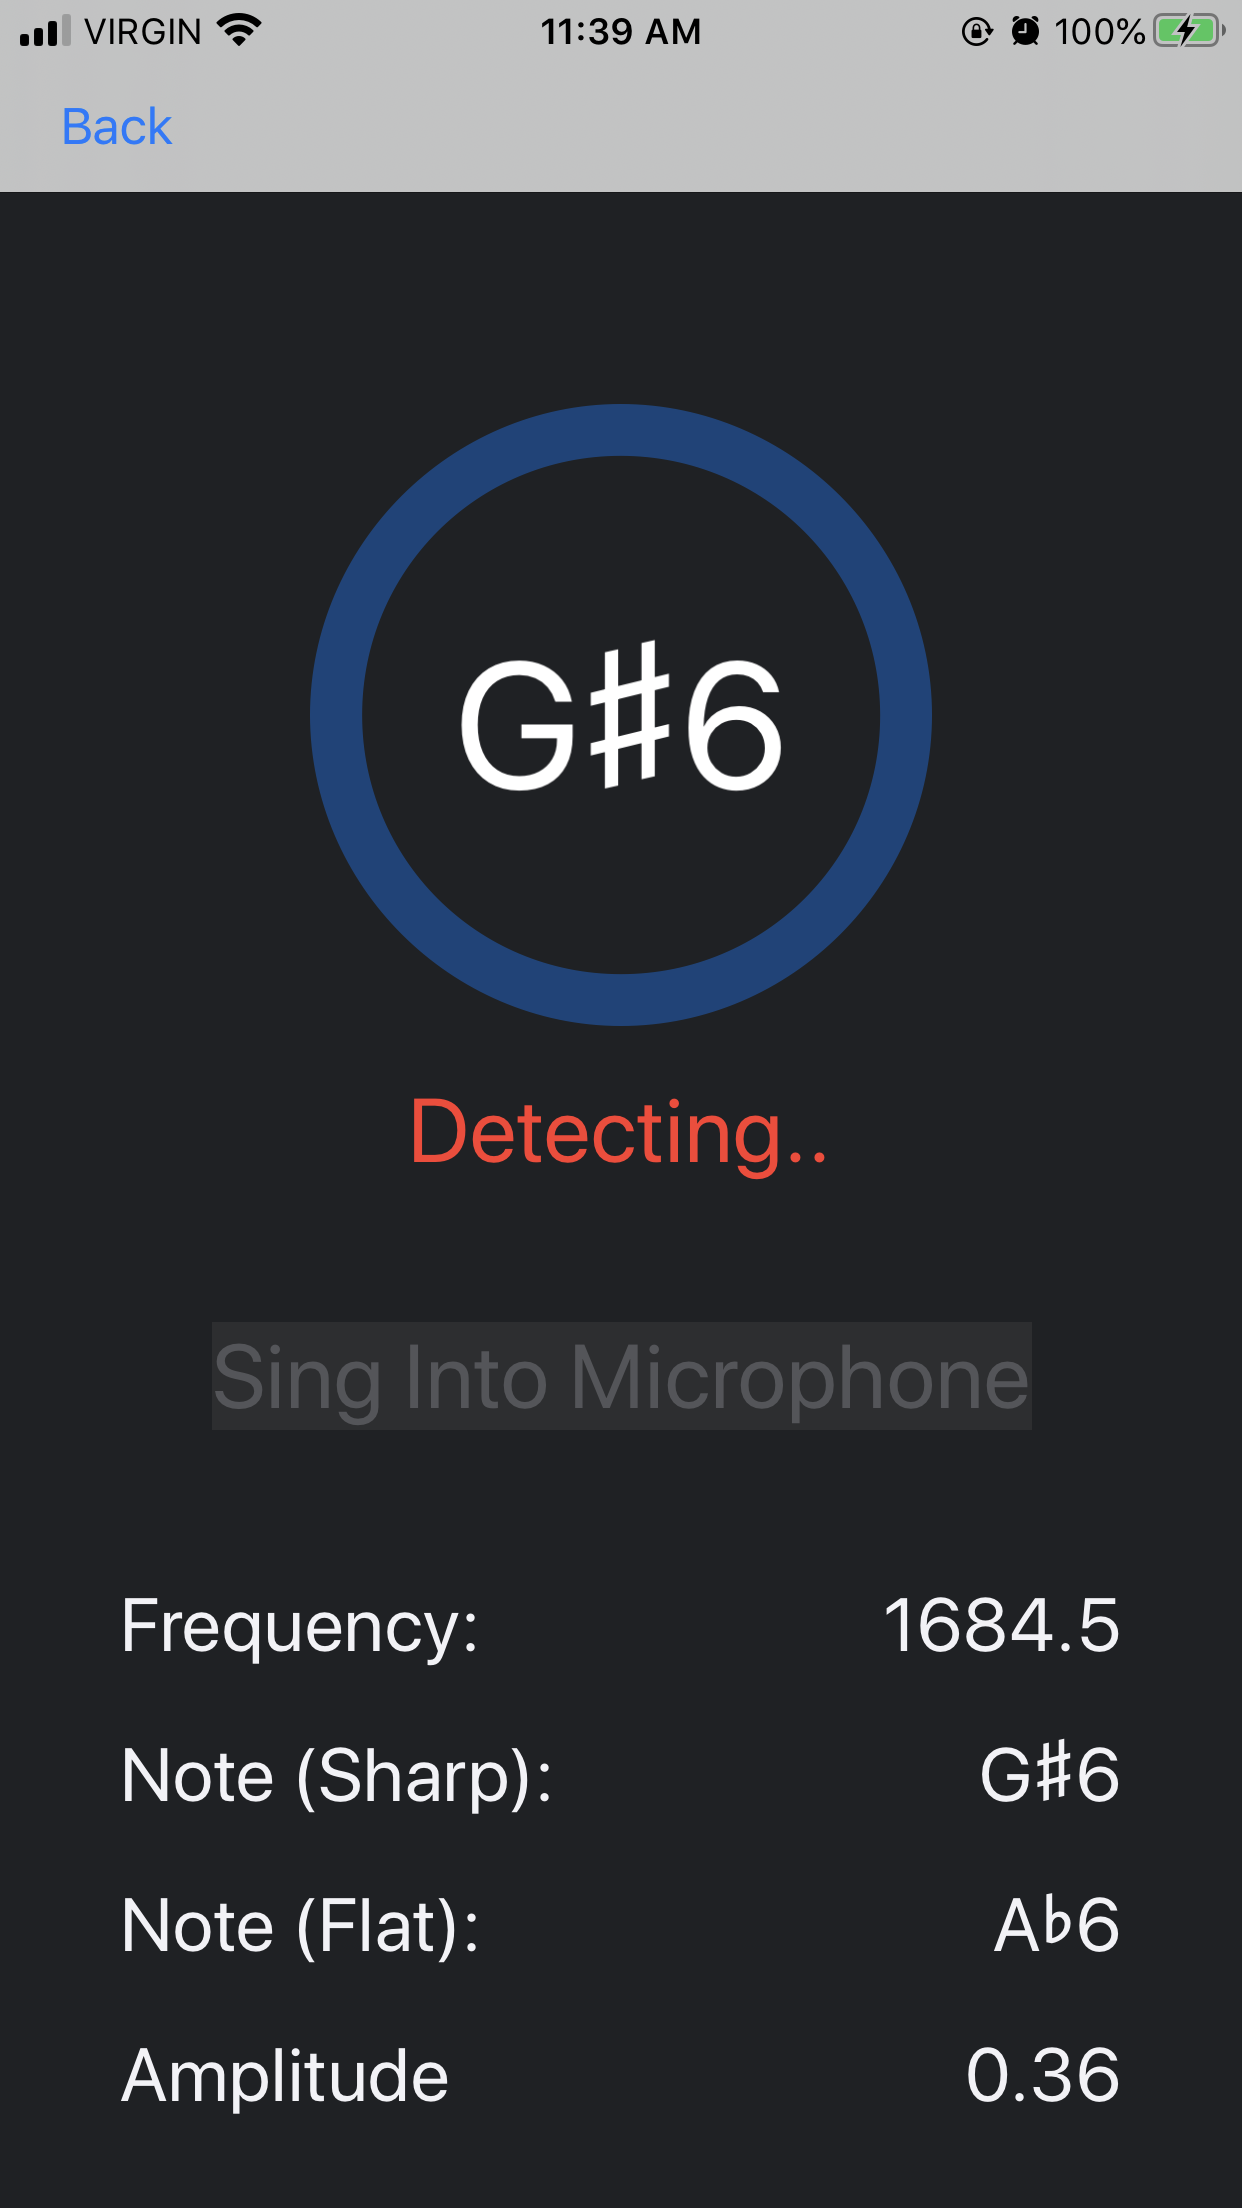 VIRGIN 11:39 AM 100%
Back
G♯6
Detecting..
Sing Into Microphone
Frequency: 1684.5
Note (Sharp): G♯6
Note (Flat): A♭6
Amplitude 0.36